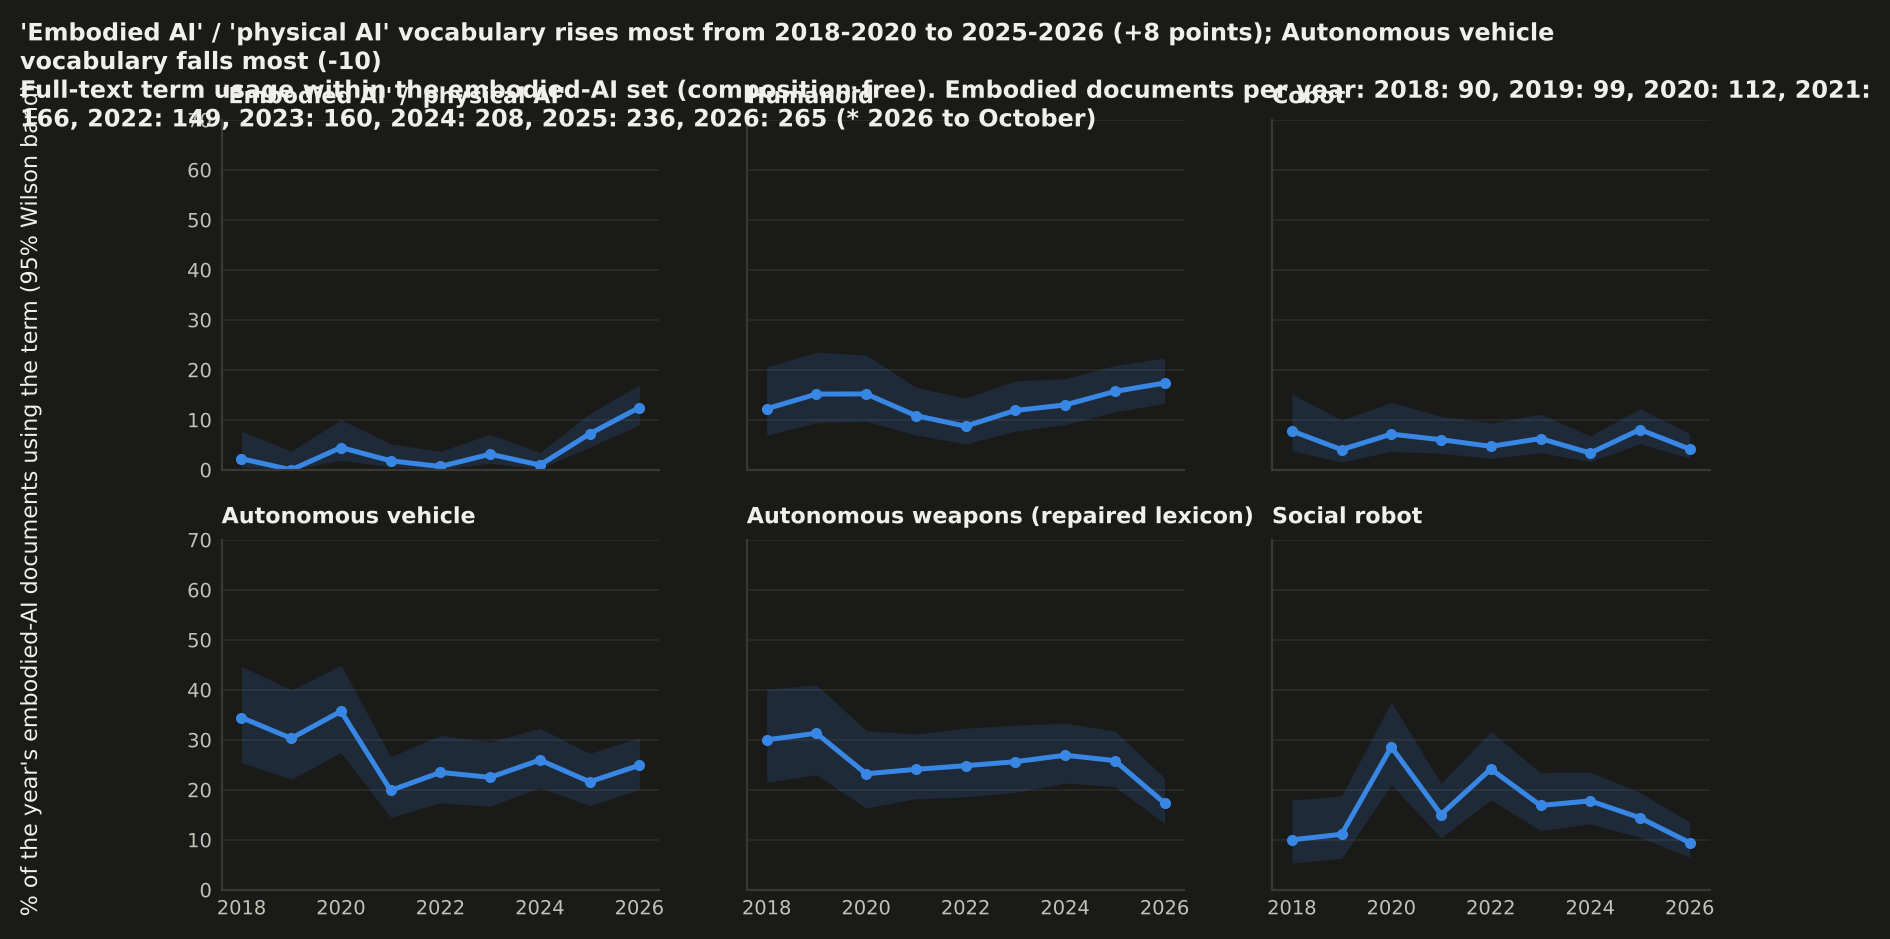 'Embodied AI' / 'physical AI' vocabulary rises most from 2018-2020 to 2025-2026 (+8 points); Autonomous vehicle
vocabulary falls most (-10)
Full-text term usage within the embodied-AI set (composition-free). Embodied documents per year: 2018: 90, 2019: 99, 2020: 112, 2021:
166, 2022: 149, 2023: 160, 2024: 208, 2025: 236, 2026: 265 (* 2026 to October)
% of the year's embodied-AI documents using the term (95% Wilson band)
'Embodied AI' / 'physical AI'
Humanoid
Cobot
70
60
50
40
30
20
10
0
Autonomous vehicle
Autonomous weapons (repaired lexicon)
Social robot
70
60
50
40
30
20
10
0
2018 2020 2022 2024 2026
2018 2020 2022 2024 2026
2018 2020 2022 2024 2026